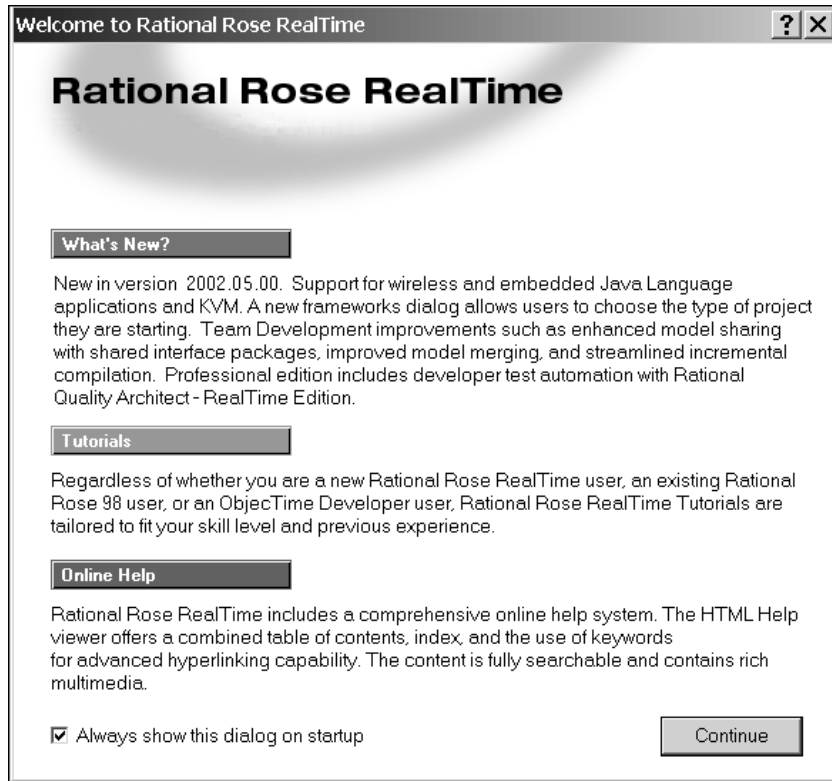 Welcome to Rational Rose RealTime
Rational Rose RealTime
What's New?
New in version 2002.05.00. Support for wireless and embedded Java Language
applications and KVM. A new frameworks dialog allows users to choose the type of project
they are starting. Team Development improvements such as enhanced model sharing
with shared interface packages, improved model merging, and streamlined incremental
compilation. Professional edition includes developer test automation with Rational
Quality Architect - RealTime Edition.
Tutorials
Regardless of whether you are a new Rational Rose RealTime user, an existing Rational
Rose 98 user, or an ObjecTime Developer user, Rational Rose RealTime Tutorials are
tailored to fit your skill level and previous experience.
Online Help
Rational Rose RealTime includes a comprehensive online help system. The HTML Help
viewer offers a combined table of contents, index, and the use of keywords
for advanced hyperlinking capability. The content is fully searchable and contains rich
multimedia.
Always show this dialog on startup
Continue